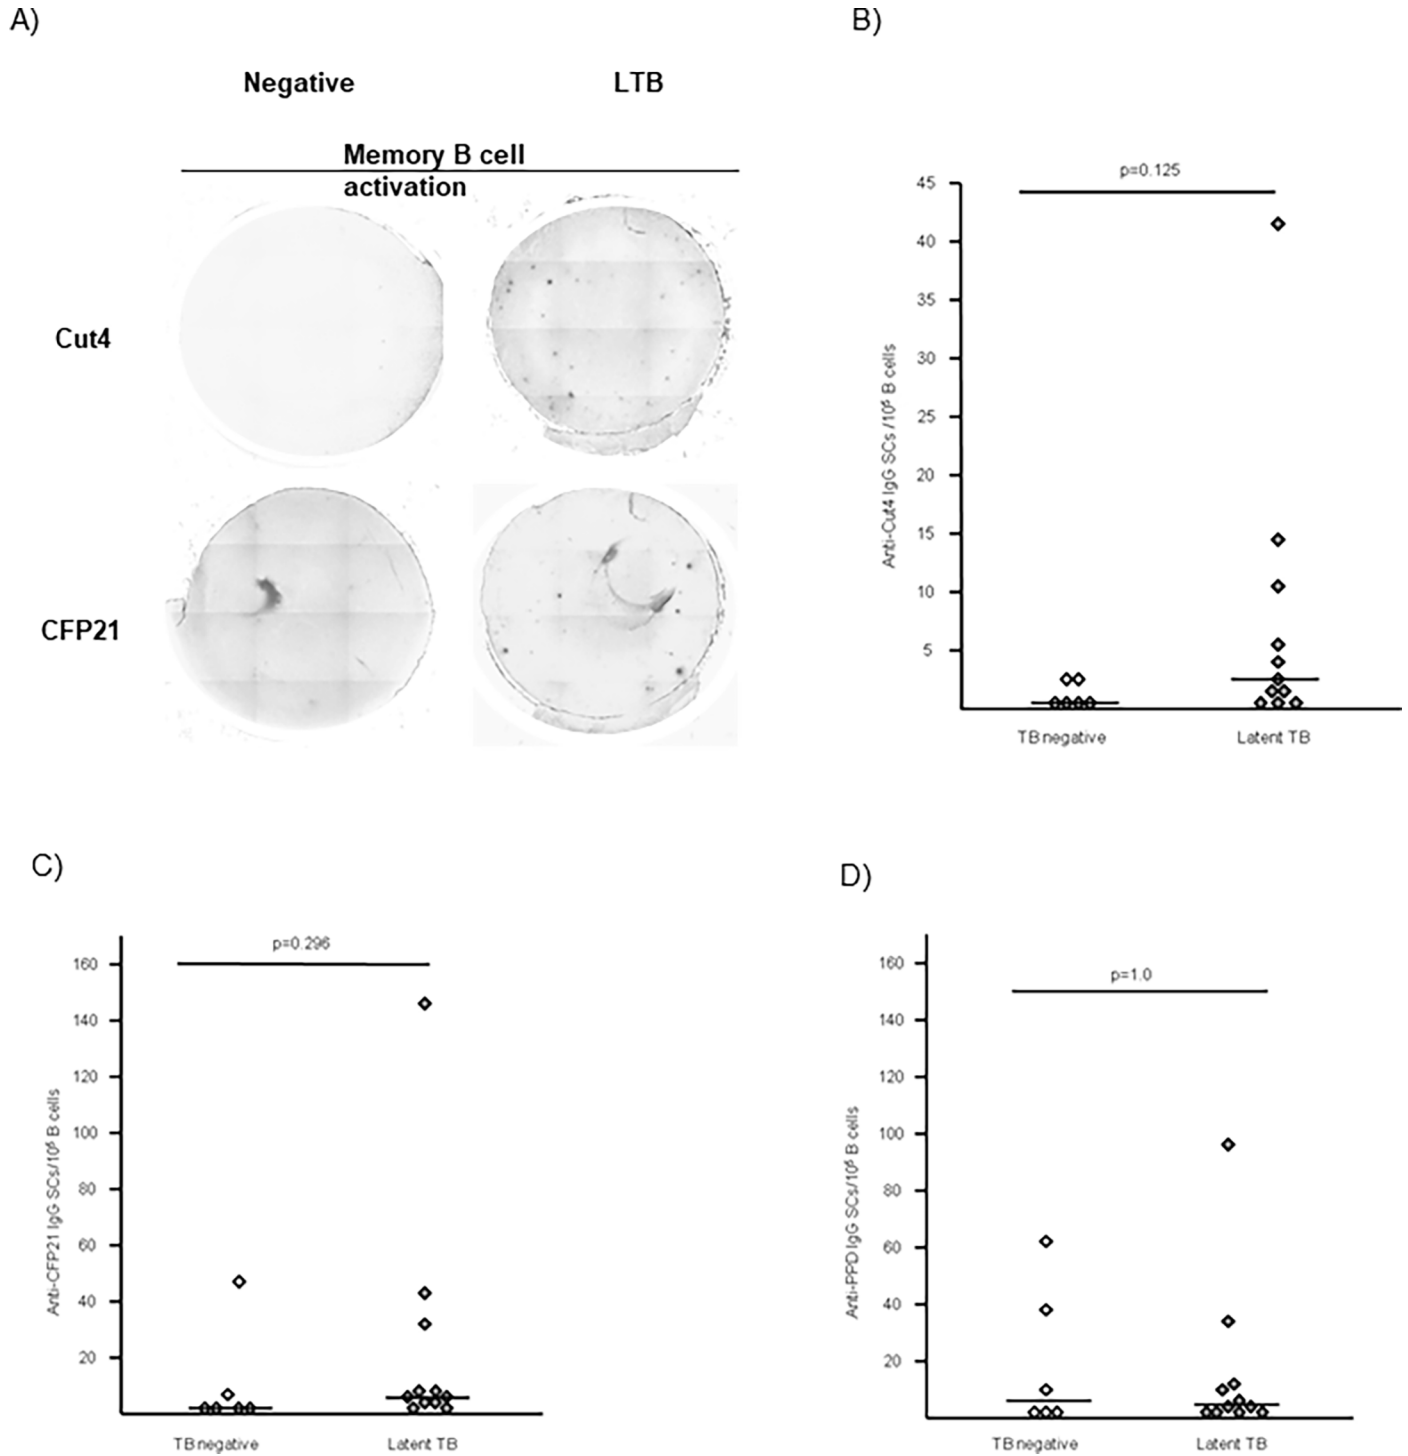 A)
Negative
LTB
Memory B cell
activation
Cut4
CFP21
B)
p=0.125
45
40
35
30
25
20
15
10
5
Anti-Cut4 IgG SCs /10⁵ B cells
TB negative
Latent TB
C)
p=0.296
160
140
120
100
80
60
40
20
Anti-CFP21 IgG SCs/10⁵ B cells
TB negative
Latent TB
D)
p=1.0
160
140
120
100
80
60
40
20
Anti-PPD IgG SCs/10⁵ B cells
TB negative
Latent TB